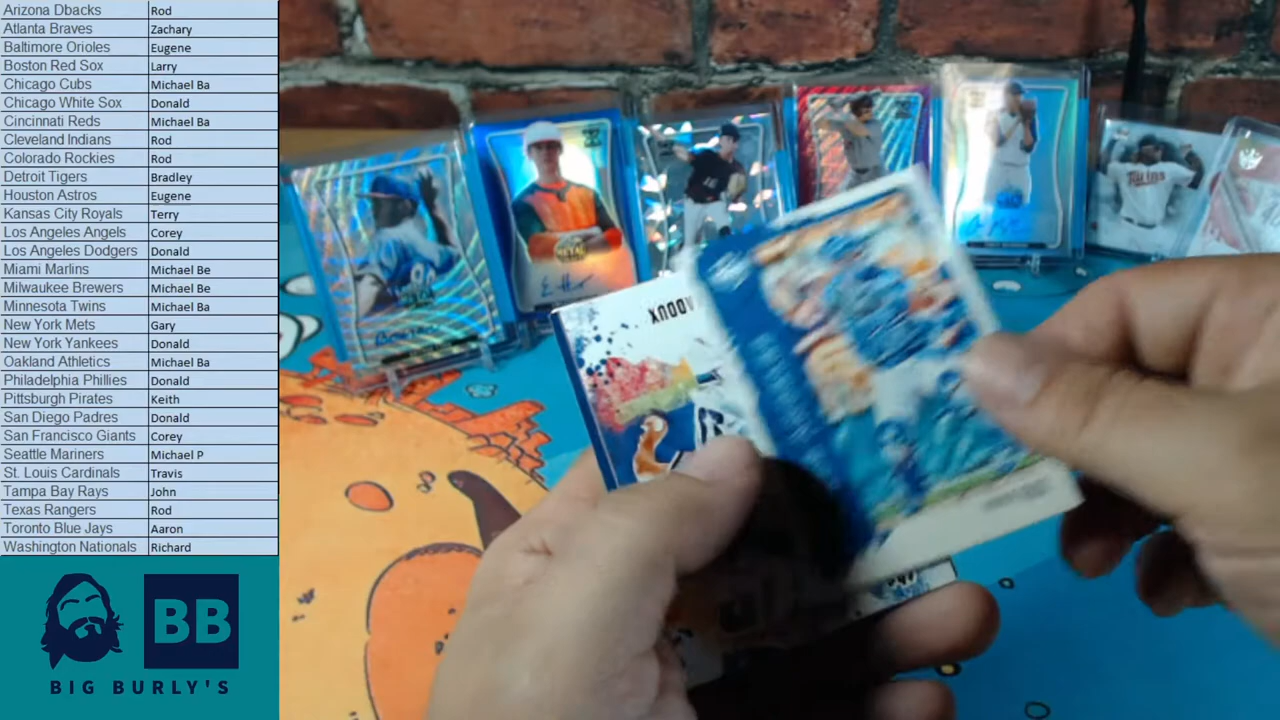 Arizona Dbacks Rod
Atlanta Braves Zachary
Baltimore Orioles Eugene
Boston Red Sox Larry
Chicago Cubs Michael Ba
Chicago White Sox Donald
Cincinnati Reds Michael Ba
Cleveland Indians Rod
Colorado Rockies Rod
Detroit Tigers Bradley
Houston Astros Eugene
Kansas City Royals Terry
Los Angeles Angels Corey
Los Angeles Dodgers Donald
Miami Marlins Michael Be
Milwaukee Brewers Michael Be
Minnesota Twins Michael Ba
New York Mets Gary
New York Yankees Donald
Oakland Athletics Michael Ba
Philadelphia Phillies Donald
Pittsburgh Pirates Keith
San Diego Padres Donald
San Francisco Giants Corey
Seattle Mariners Michael P
St. Louis Cardinals Travis
Tampa Bay Rays John
Texas Rangers Rod
Toronto Blue Jays Aaron
Washington Nationals Richard
BB
BIG BURLY'S
Twins